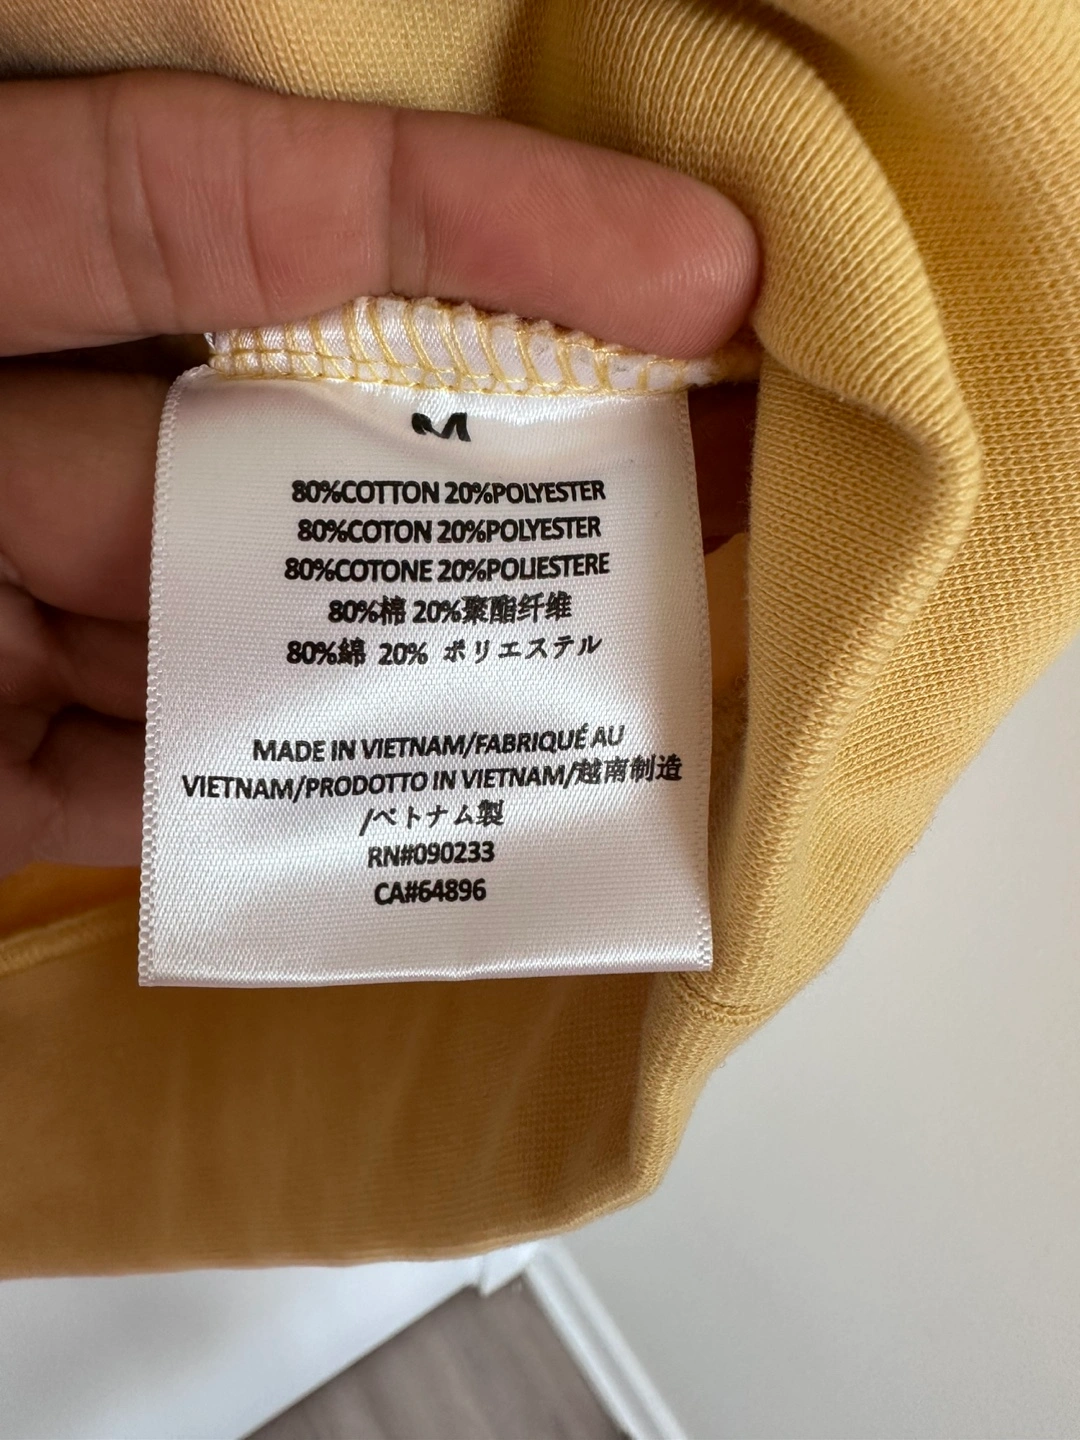 M
80%COTTON 20%POLYESTER
80%COTON 20%POLYESTER
80%COTONE 20%POLIESTERE
80%棉 20%聚酯纤维
80%綿 20% ポリエステル
MADE IN VIETNAM/FABRIQUÉ AU
VIETNAM/PRODOTTO IN VIETNAM/越南制造
/ベトナム製
RN#090233
CA#64896